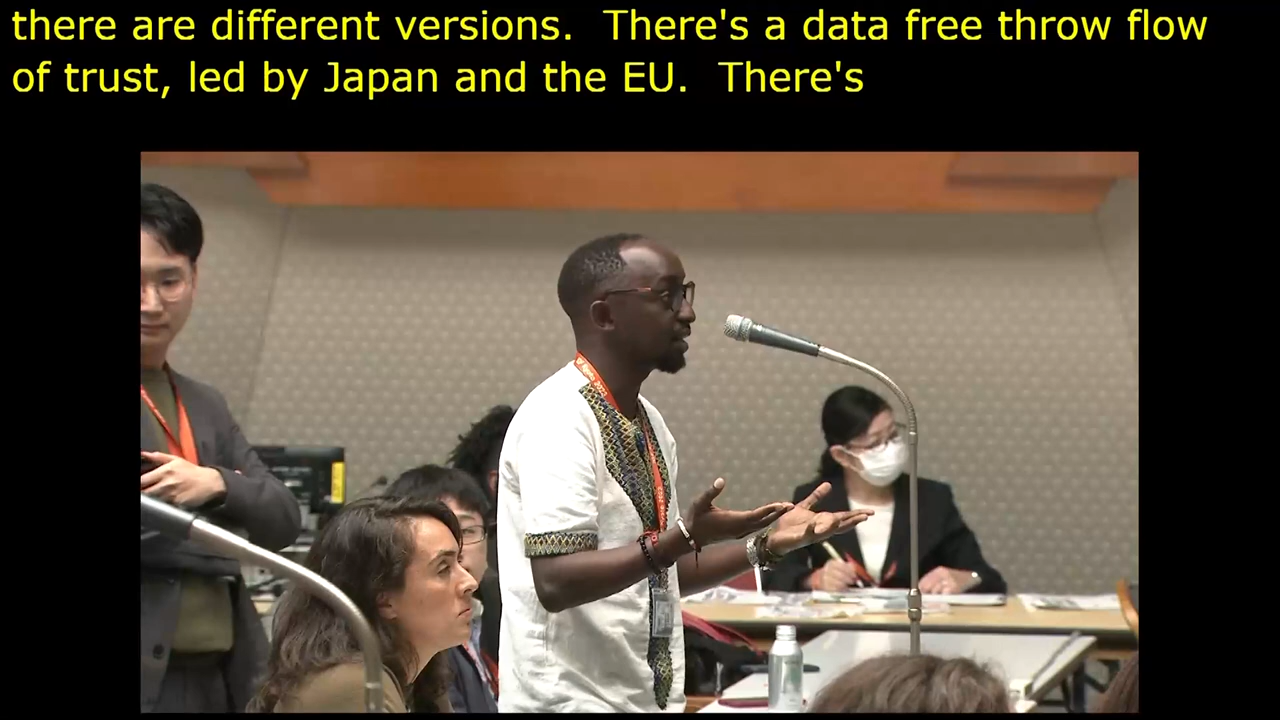 there are different versions.  There's a data free throw flow
of trust, led by Japan and the EU.  There's